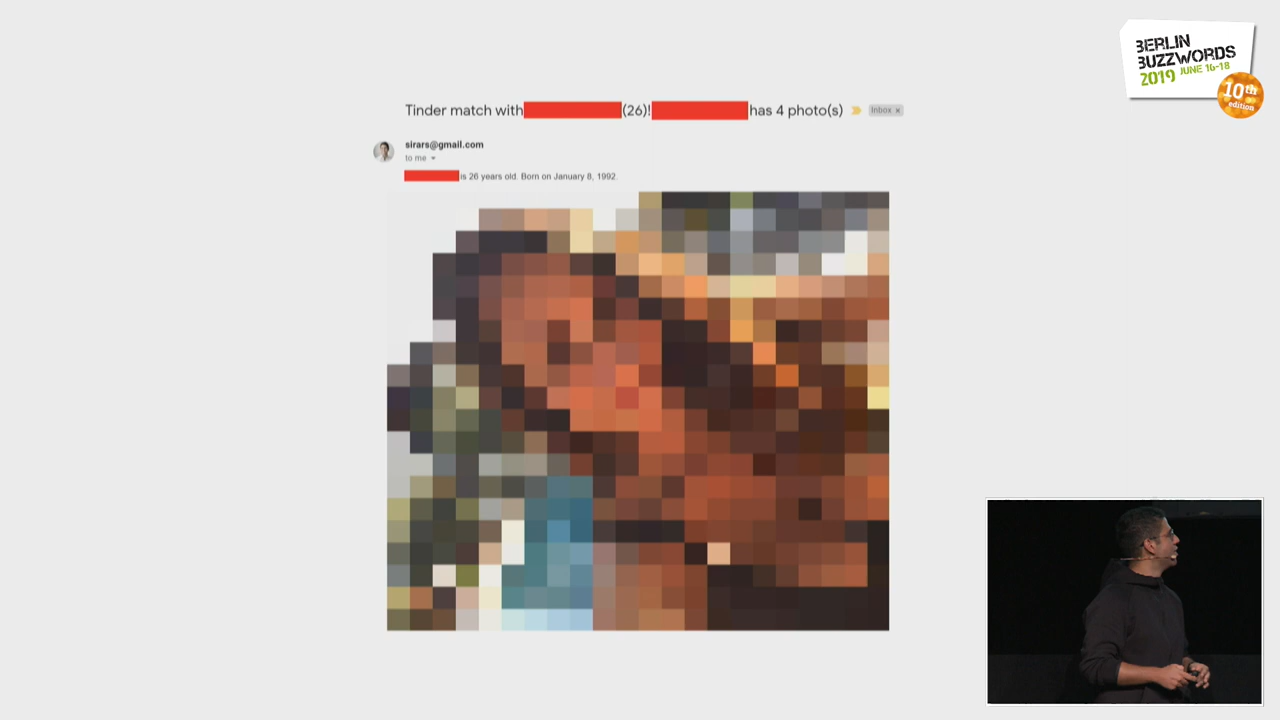 BERLIN
BUZZWORDS
2019 JUNE 16-18
10th
edition
Tinder match with (26)! has 4 photo(s) Inbox x
sirars@gmail.com
to me
is 26 years old. Born on January 8, 1992.